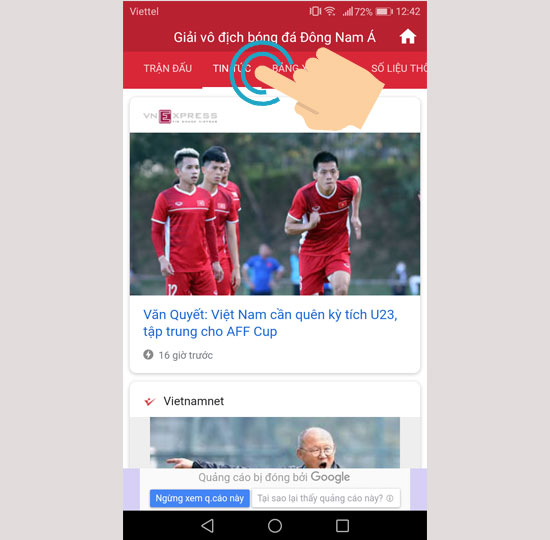 Viettel 72% 12:42
Giải vô địch bóng đá Đông Nam Á
TRẬN ĐẤU TIN TỨC BẢNG SỐ LIỆU THỐ
VNEXPRESS
Văn Quyết: Việt Nam cần quên kỳ tích U23,
tập trung cho AFF Cup
16 giờ trước
Vietnamnet
Quảng cáo bị đóng bởi Google
Ngừng xem q.cáo này Tại sao lại thấy quảng cáo này?